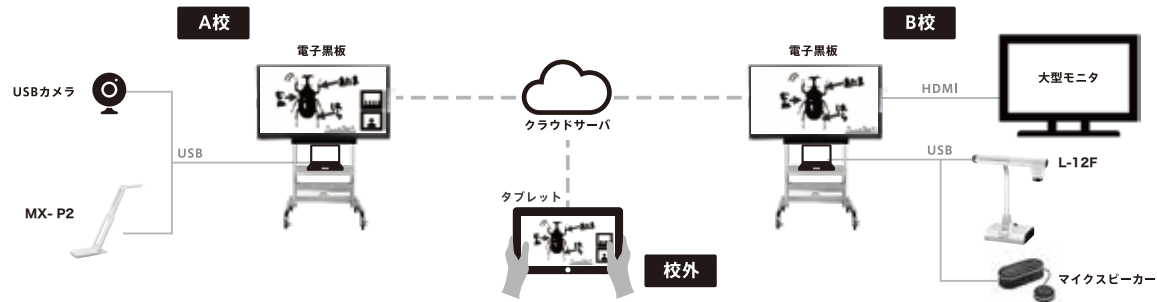 A校
電子黒板
USBカメラ
USB
MX- P2
クラウドサーバ
タブレット
校外
B校
電子黒板
HDMI
大型モニタ
USB
L-12F
マイクスピーカー